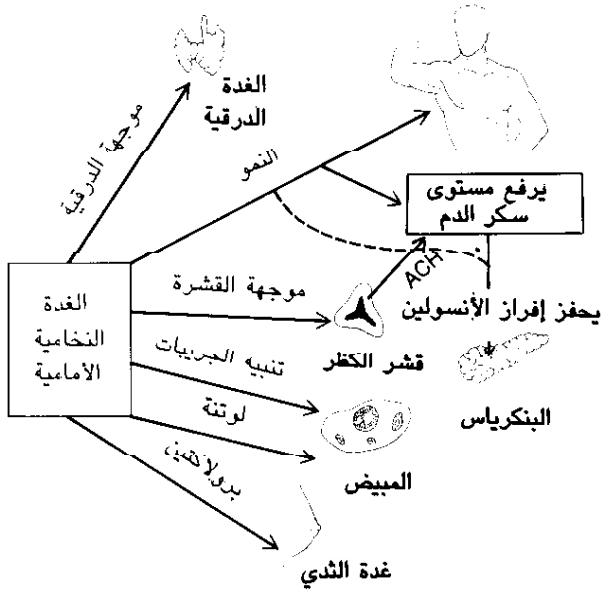 الغدة
الدرقية
موجهة الدرقية
النمو
يرفع مستوى
سكر الدم
ACH
موجهة القشرة
الغدة
النخامية
الأمامية
يحفز إفراز الأنسولين
قشر الكظر
تنبيه الجريبات
البنكرياس
لوتنة
المبيض
برولاكتين
غدة الثدي